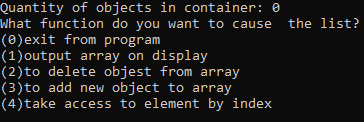 Quantity of objects in container: 0
What function do you want to cause  the list?
(0)exit from program
(1)output array on display
(2)to delete objest from array
(3)to add new object to array
(4)take access to element by index